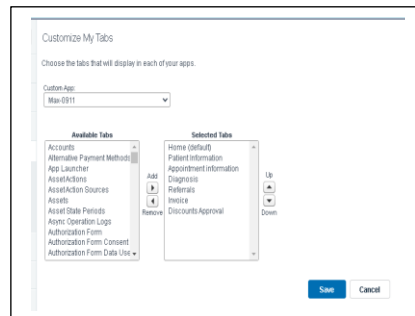 Customize My Tabs
Choose the tabs that will display in each of your apps.
Custom App:
Max-0911
Available Tabs
Accounts
Alternative Payment Methods
App Launcher
AssetActions
AssetAction Sources
Assets
Asset State Periods
Async Operation Logs
Authorization Form
Authorization Form Consent
Authorization Form Data Use
Add
Remove
Selected Tabs
Home (default)
Patient Information
Appointment information
Diagnosis
Referrals
Invoice
Discounts Approval
Up
Down
Save Cancel